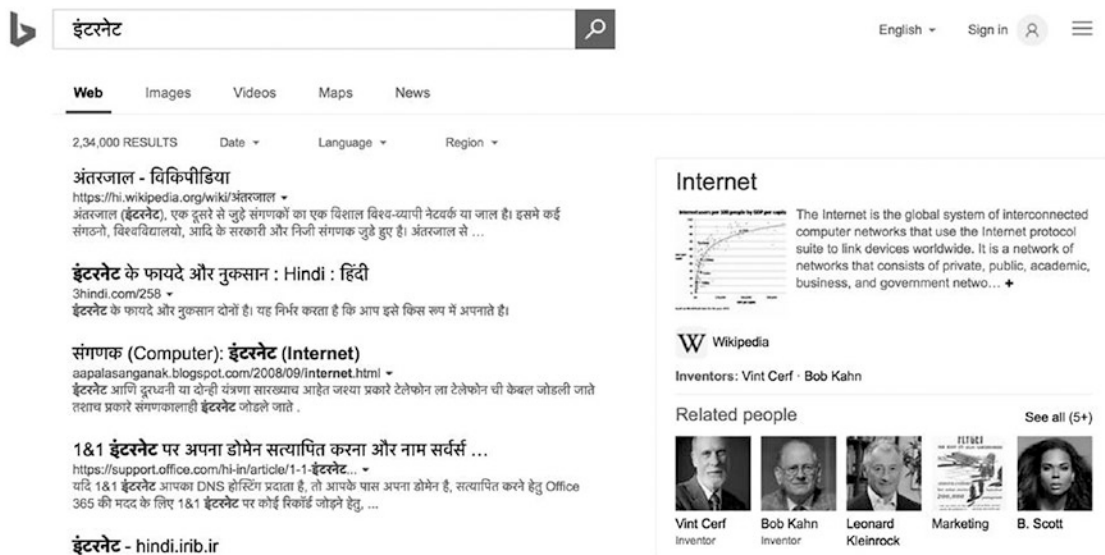 इंटरनेट
English
Sign in
Web Images Videos Maps News
2,34,000 RESULTS Date Language Region
अंतरजाल - विकिपीडिया
https://hi.wikipedia.org/wiki/अंतरजाल
अंतरजाल (इंटरनेट), एक दूसरे से जुड़े संगणकों का एक विशाल विश्व-व्यापी नेटवर्क या जाल है। इसमे कई
संगठनो, विश्वविद्यालयो, आदि के सरकारी और निजी संगणक जुडे हुए है। अंतरजाल से ...
इंटरनेट के फायदे और नुकसान : Hindi : हिंदी
3hindi.com/258
इंटरनेट के फायदे और नुकसान दोनों है। यह निर्भर करता है कि आप इसे किस रूप में अपनाते है।
संगणक (Computer): इंटरनेट (Internet)
aapalasanganak.blogspot.com/2008/09/internet.html
इंटरनेट आणि दूरध्वनी या दोन्ही यंत्रणा सारख्याच आहेत जश्या प्रकारे टेलेफोन ला टेलेफोन ची केबल जोडली जाते
तशाच प्रकारे संगणकालाही इंटरनेट जोडले जाते .
1&1 इंटरनेट पर अपना डोमेन सत्यापित करना और नाम सर्वर्स ...
https://support.office.com/hi-in/article/1-1-इंटरनेट...
यदि 1&1 इंटरनेट आपका DNS होस्टिंग प्रदाता है, तो आपके पास अपना डोमेन है, सत्यापित करने हेतु Office
365 की मदद के लिए 1&1 इंटरनेट पर कोई रिकॉर्ड जोड़ने हेतु, ...
इंटरनेट - hindi.irib.ir
Internet
Internet users per 100 people by GDP per capita
The Internet is the global system of interconnected
computer networks that use the Internet protocol
suite to link devices worldwide. It is a network of
networks that consists of private, public, academic,
business, and government netwo... +
W Wikipedia
Inventors: Vint Cerf · Bob Kahn
Related people See all (5+)
Vint Cerf
Inventor
Bob Kahn
Inventor
Leonard
Kleinrock
Marketing
B. Scott